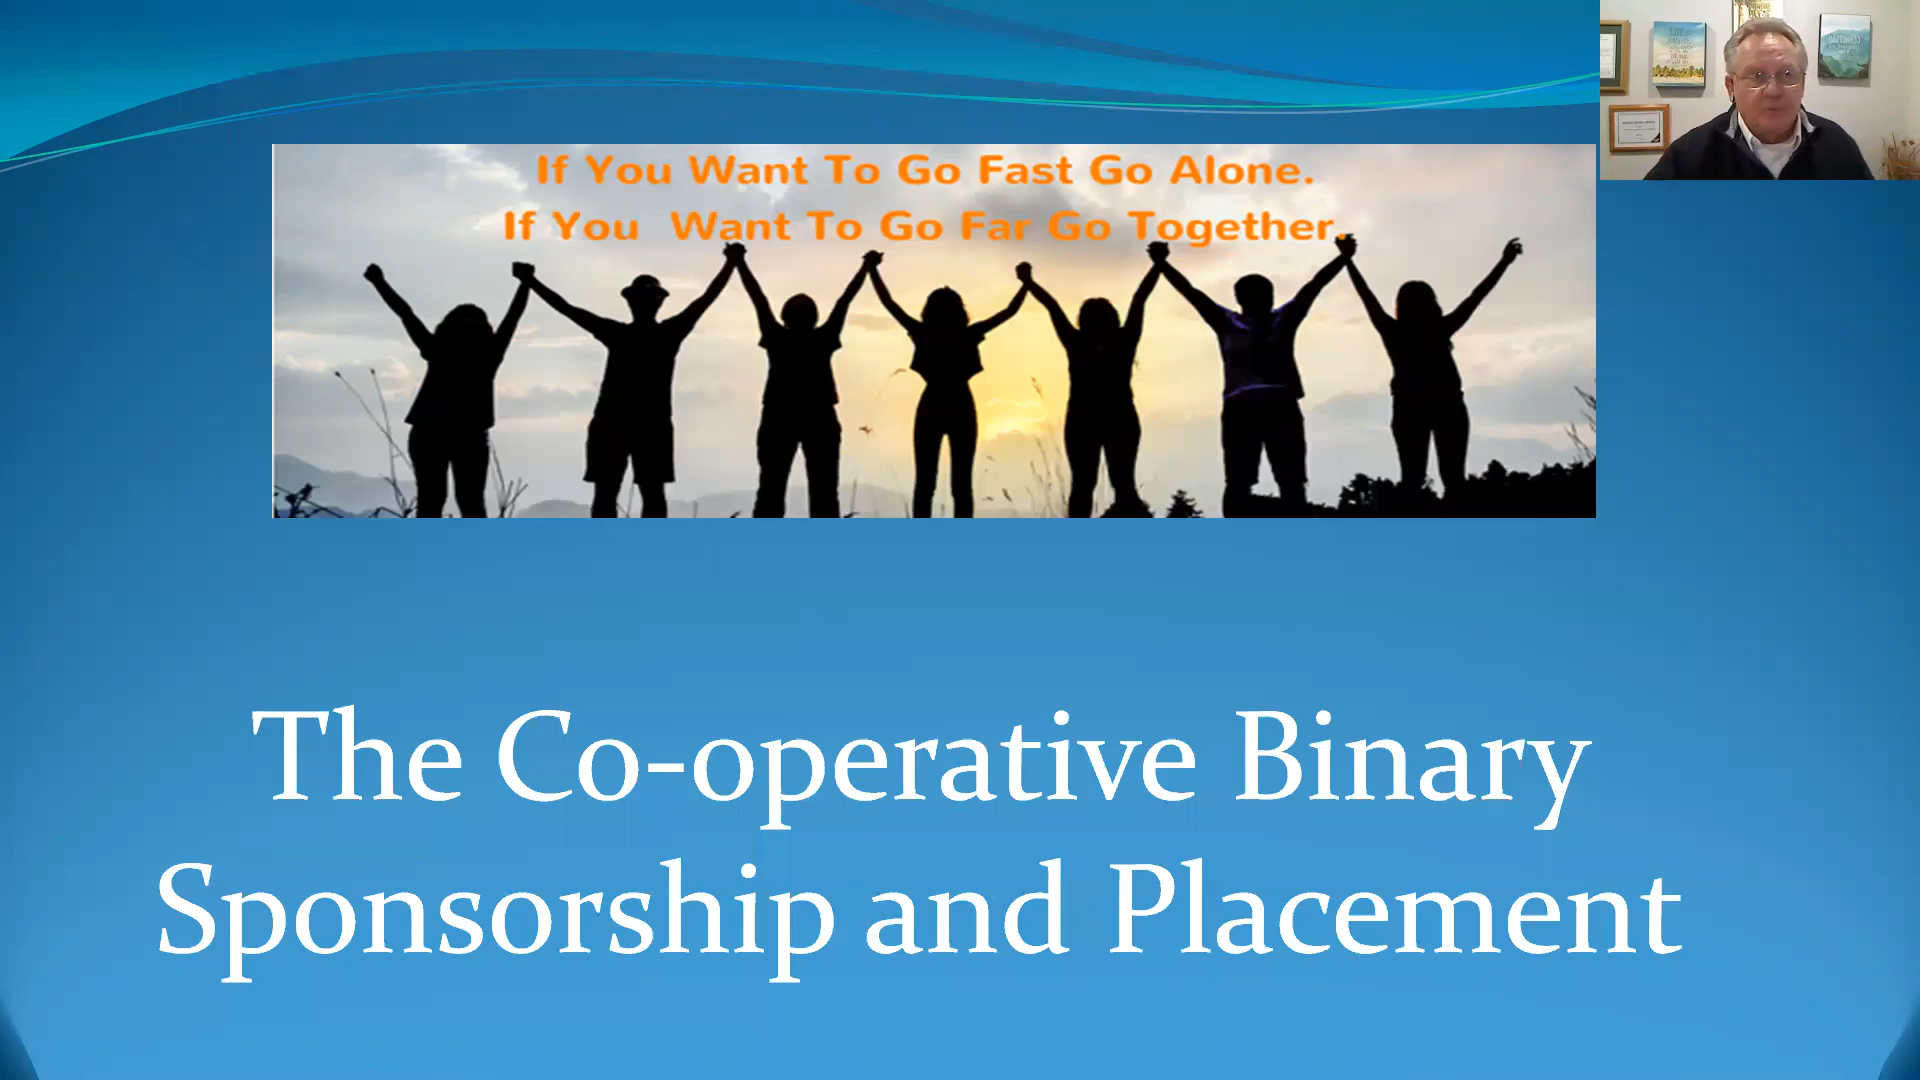 If You Want To Go Fast Go Alone.
If You Want To Go Far Go Together.
The Co-operative Binary
Sponsorship and Placement